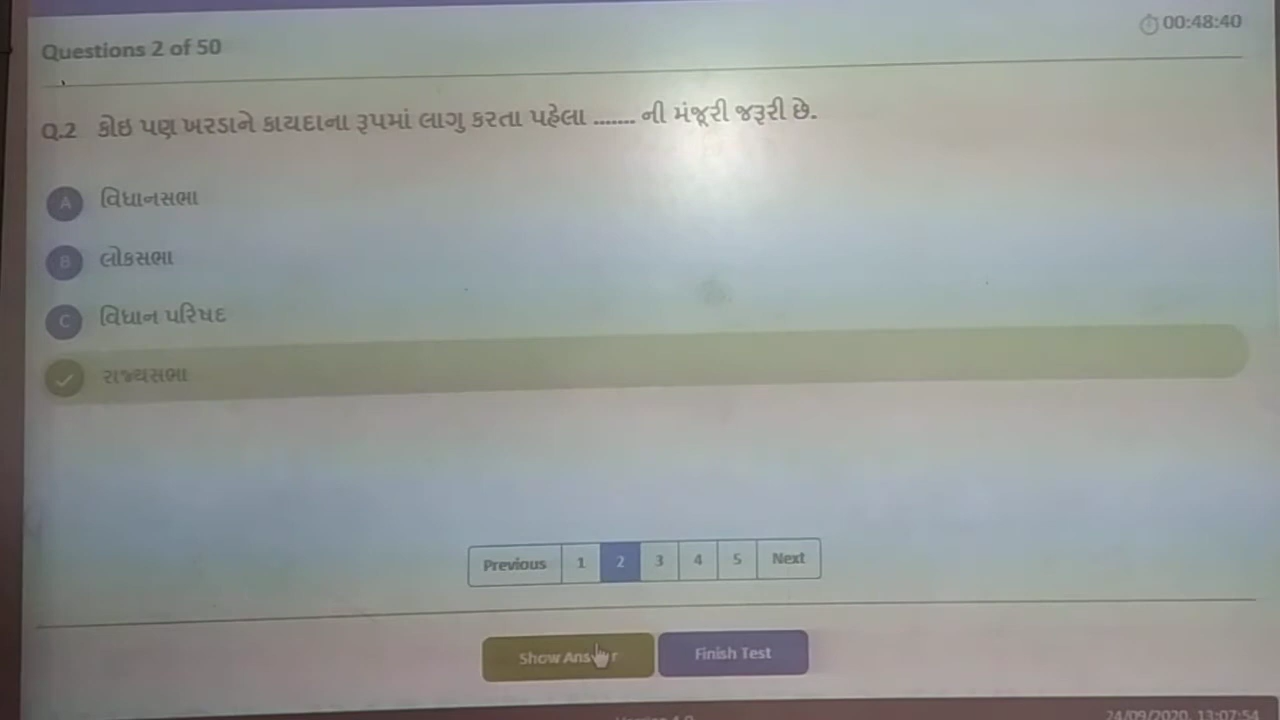 Questions 2 of 50
00:48:40
Q.2 કોઇ પણ ખરડાને કાયદાના રૂપમાં લાગુ કરતા પહેલા ....... ની મંજૂરી જરૂરી છે.
A વિધાનસભા
B લોકસભા
C વિધાન પરિષદ
રાજ્યસભા
Previous 1 2 3 4 5 Next
Show Answer Finish Test
24/09/2020 13:07:54